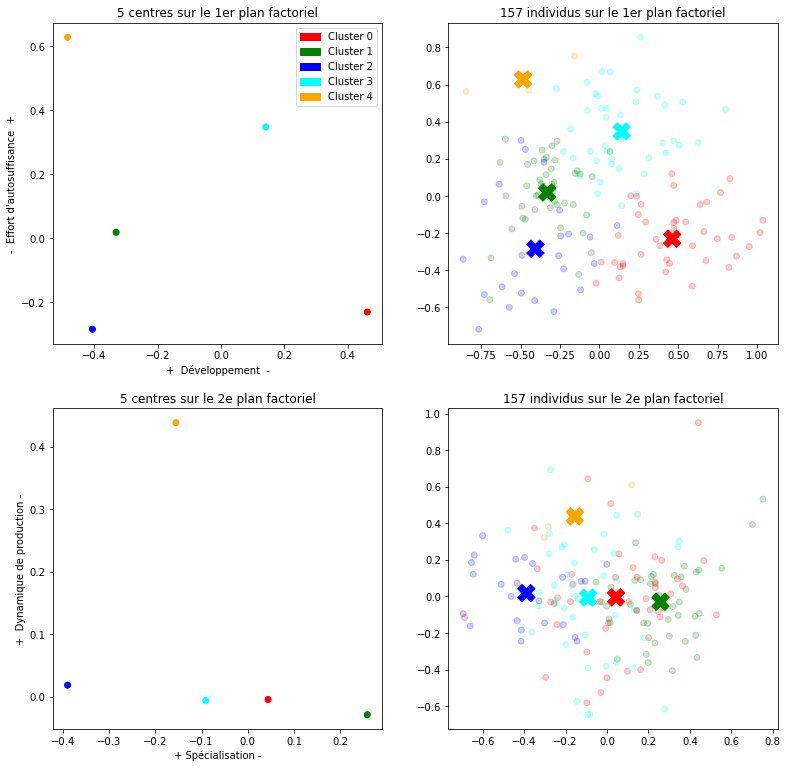 5 centres sur le 1er plan factoriel
- Effort d'autosuffisance +
0.6
0.4
0.2
0.0
−0.2
Cluster 0
Cluster 1
Cluster 2
Cluster 3
Cluster 4
−0.4 −0.2 0.0 0.2 0.4
+ Développement -
157 individus sur le 1er plan factoriel
0.8
0.6
0.4
0.2
0.0
−0.2
−0.4
−0.6
−0.75 −0.50 −0.25 0.00 0.25 0.50 0.75 1.00
5 centres sur le 2e plan factoriel
+ Dynamique de production -
0.4
0.3
0.2
0.1
0.0
−0.4 −0.3 −0.2 −0.1 0.0 0.1 0.2
+ Spécialisation -
157 individus sur le 2e plan factoriel
1.0
0.8
0.6
0.4
0.2
0.0
−0.2
−0.4
−0.6
−0.6 −0.4 −0.2 0.0 0.2 0.4 0.6 0.8